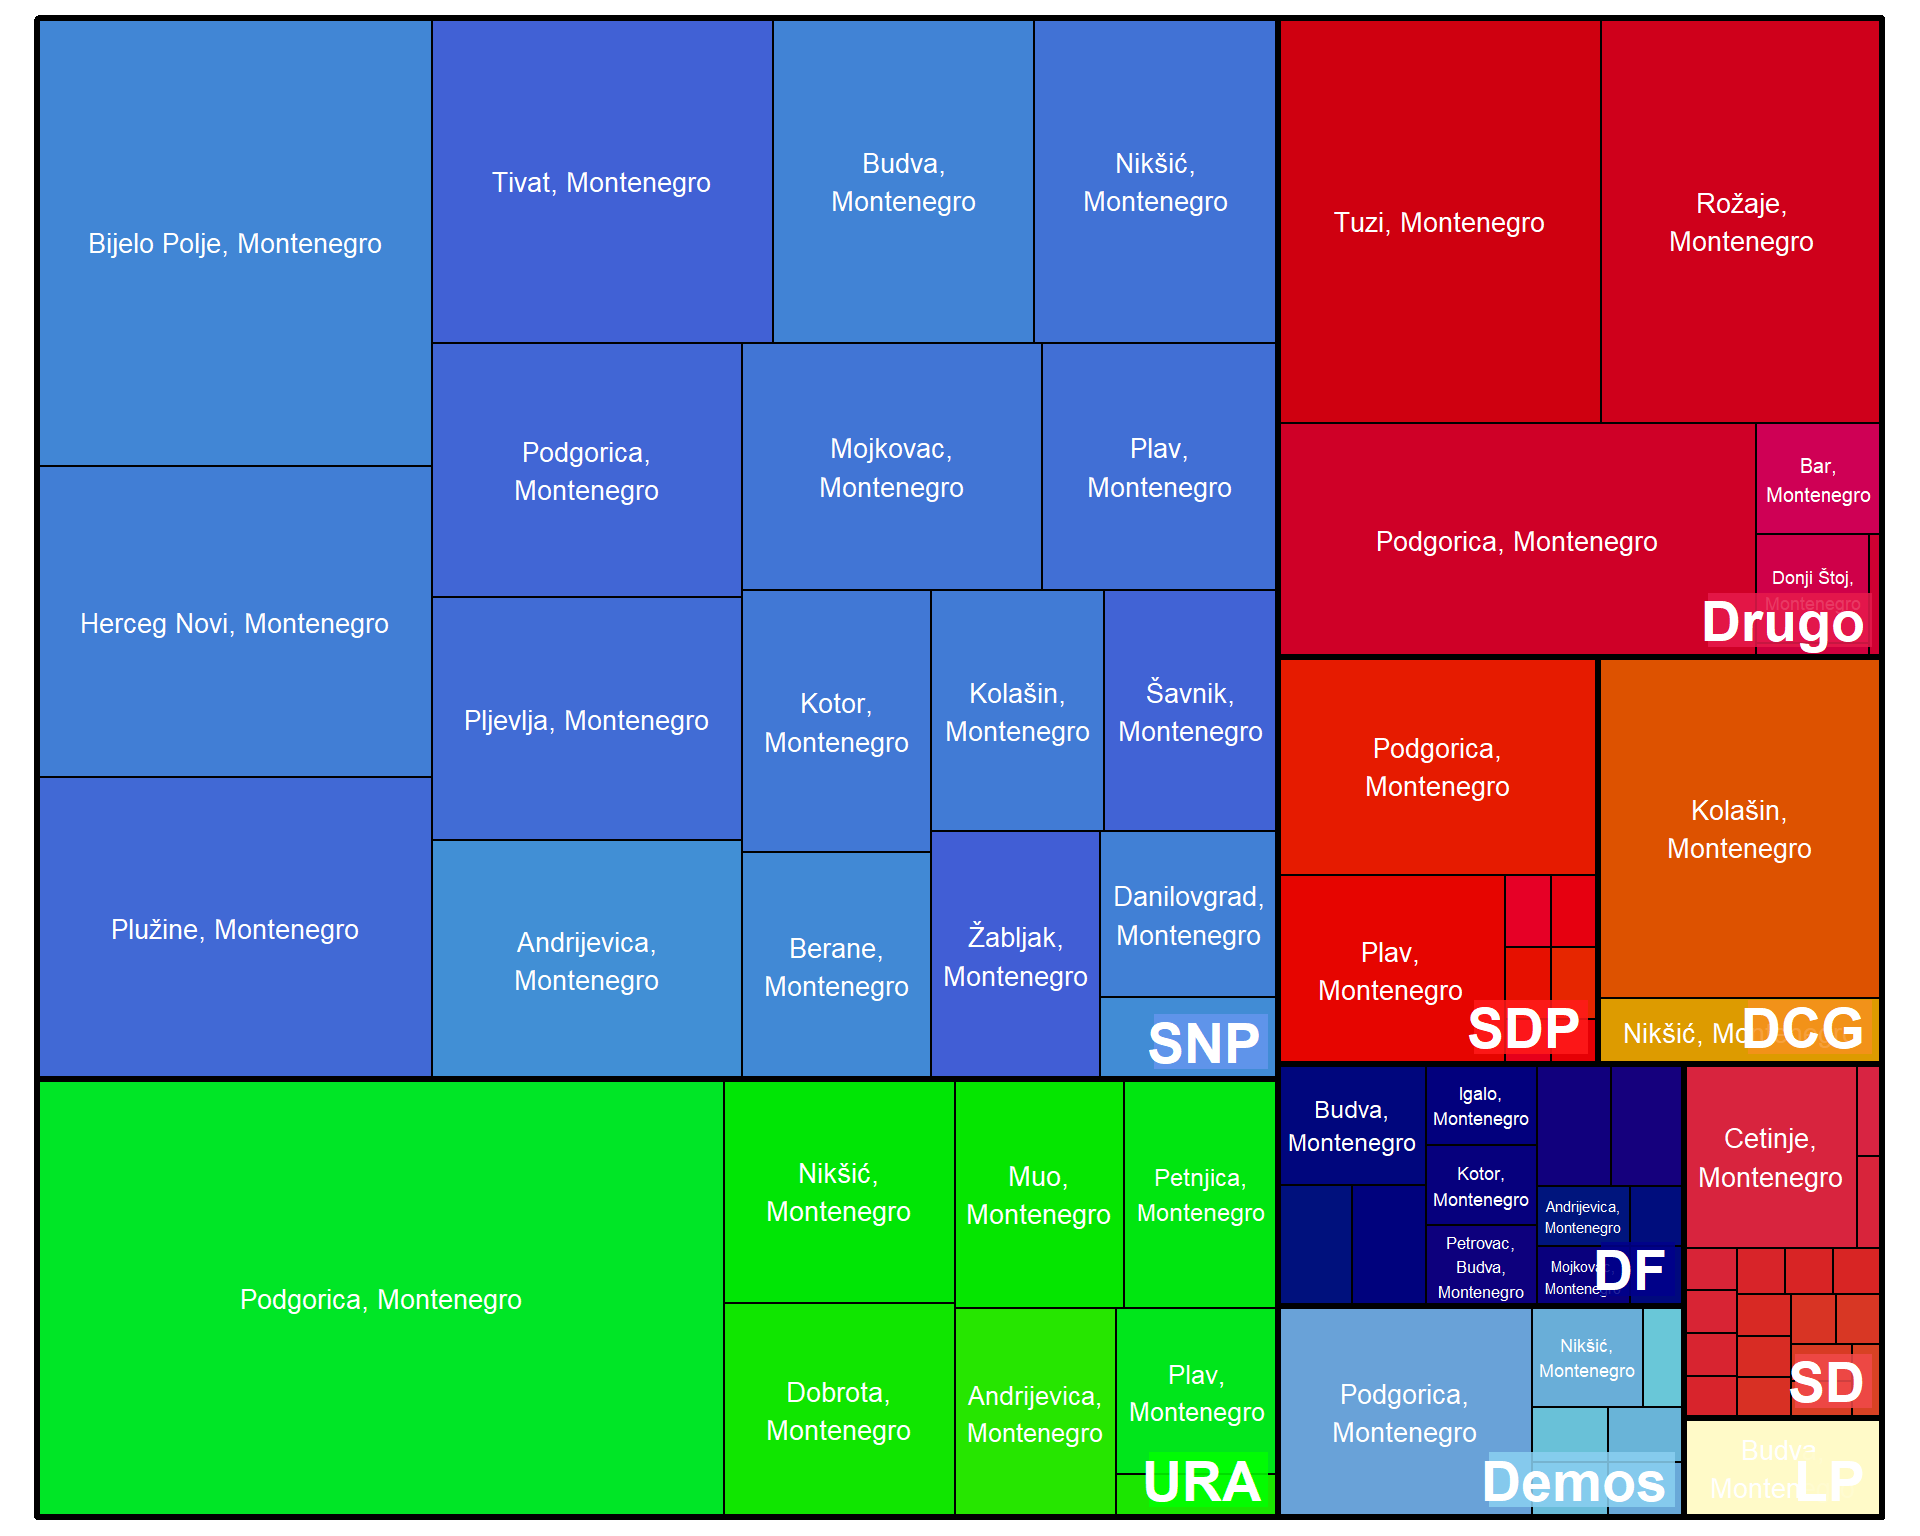 Bijelo Polje, Montenegro
Herceg Novi, Montenegro
Plužine, Montenegro
Tivat, Montenegro
Budva,
Montenegro
Nikšić,
Montenegro
Podgorica,
Montenegro
Mojkovac,
Montenegro
Plav,
Montenegro
Pljevlja, Montenegro
Kotor,
Montenegro
Kolašin,
Montenegro
Šavnik,
Montenegro
Andrijevica,
Montenegro
Berane,
Montenegro
Žabljak,
Montenegro
Danilovgrad,
Montenegro
SNP
Podgorica, Montenegro
Nikšić,
Montenegro
Muo,
Montenegro
Petnjica,
Montenegro
Dobrota,
Montenegro
Andrijevica,
Montenegro
Plav,
Montenegro
URA
Tuzi, Montenegro
Rožaje,
Montenegro
Podgorica, Montenegro
Bar,
Montenegro
Donji Štoj,
Montenegro
Drugo
Podgorica,
Montenegro
Plav,
Montenegro
SDP
Kolašin,
Montenegro
Nikšić,
DCG
Budva,
Montenegro
Igalo,
Montenegro
Kotor,
Montenegro
Petrovac,
Budva,
Montenegro
Andrijevica,
Montenegro
DF
Cetinje,
Montenegro
SD
Podgorica,
Montenegro
Nikšić,
Montenegro
Demos
Budva
LP